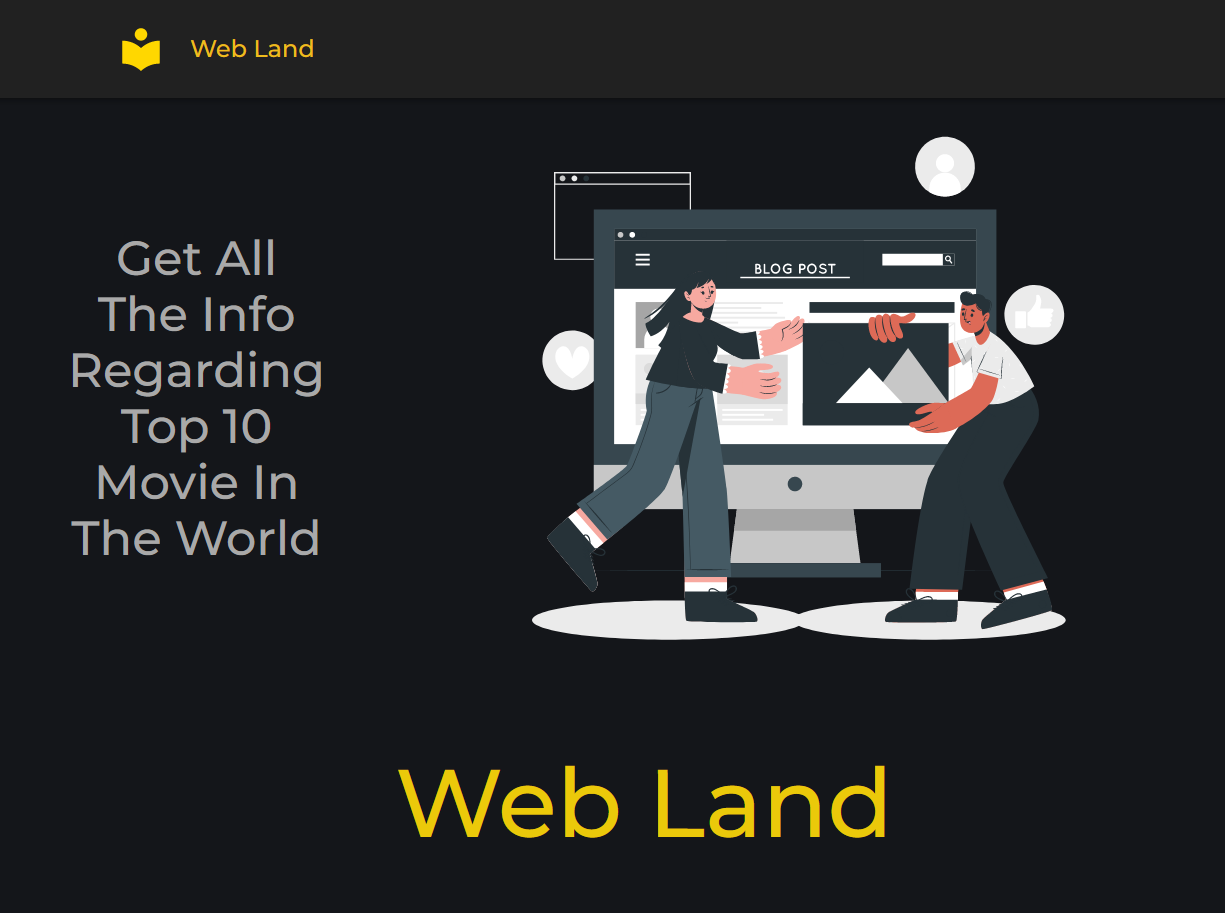 Web Land
Get All
The Info
Regarding
Top 10
Movie In
The World
BLOG POST
Web Land